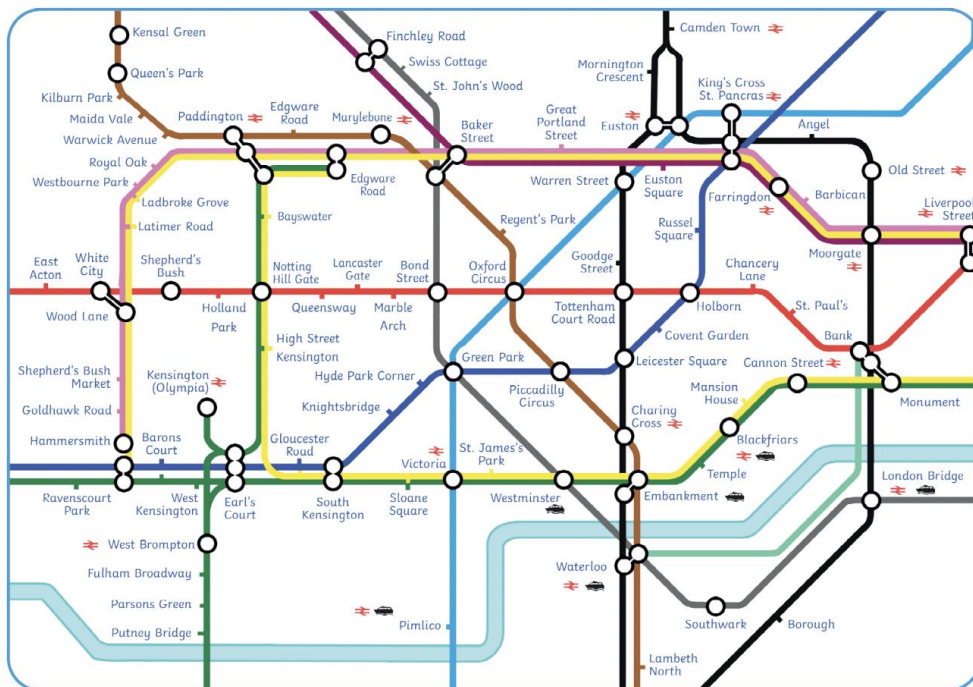 Kensal Green
Queen's Park
Kilburn Park
Maida Vale
Warwick Avenue
Royal Oak
Westbourne Park
Ladbroke Grove
Latimer Road
Paddington
Edgware
Road
Murylebone
Finchley Road
Swiss Cottage
St. John's Wood
Baker
Street
Great
Portland
Street
Camden Town
Mornington
Crescent
King's Cross
St. Pancras
Euston
Angel
Old Street
Liverpool
Street
Edgware
Road
Warren Street
Euston
Square
Farringdon
Barbican
Moorgate
Bayswater
Regent's Park
Russel
Square
Goodge
Street
East
Acton
White
City
Shepherd's
Bush
Notting
Hill Gate
Lancaster
Gate
Bond
Street
Oxford
Circus
Chancery
Lane
Wood Lane
Holland
Park
Queensway
Marble
Arch
Tottenham
Court Road
Holborn
St. Paul's
Bank
High Street
Kensington
Covent Garden
Shepherd's Bush
Market
Kensington
(Olympia)
Hyde Park Corner
Green Park
Piccadilly
Circus
Leicester Square
Cannon Street
Mansion
House
Monument
Goldhawk Road
Knightsbridge
Charing
Cross
Blackfriars
Hammersmith
Barons
Court
Gloucester
Road
Victoria
St. James's
Park
Temple
London Bridge
Ravenscourt
Park
West
Kensington
Earl's
Court
South
Kensington
Sloane
Square
Westminster
Embankment
West Brompton
Fulham Broadway
Parsons Green
Putney Bridge
Waterloo
Pimlico
Southwark
Borough
Lambeth
North